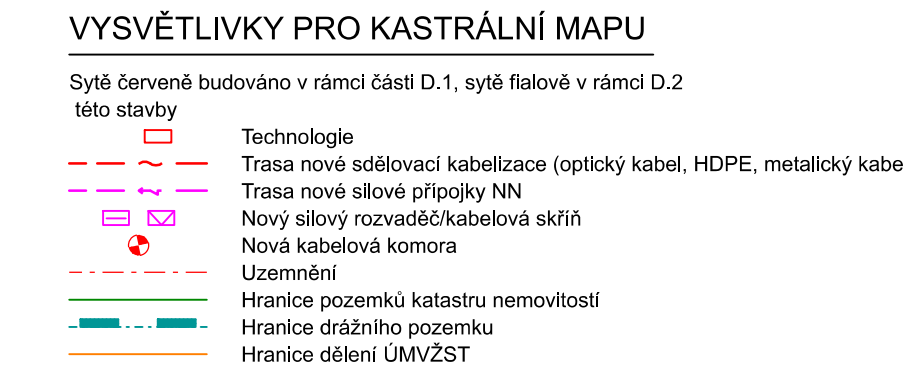 VYSVĚTLIVKY PRO KASTRÁLNÍ MAPU
Sytě červeně budováno v rámci části D.1, sytě fialově v rámci D.2
této stavby
Technologie
Trasa nové sdělovací kabelizace (optický kabel, HDPE, metalický kabe
Trasa nové silové přípojky NN
Nový silový rozvaděč/kabelová skříň
Nová kabelová komora
Uzemnění
Hranice pozemků katastru nemovitostí
Hranice drážního pozemku
Hranice dělení ÚMVŽST